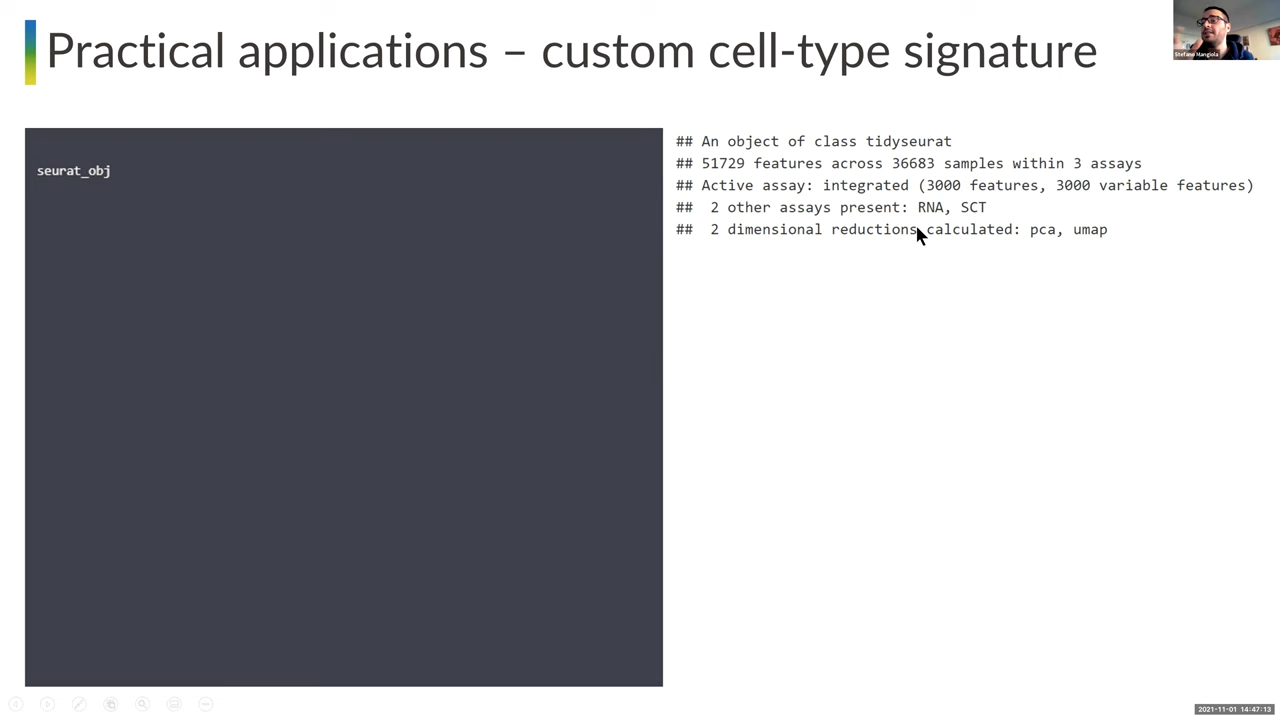 Practical applications – custom cell-type signature
Stefano Mangiola
seurat_obj
## An object of class tidyseurat
## 51729 features across 36683 samples within 3 assays
## Active assay: integrated (3000 features, 3000 variable features)
##  2 other assays present: RNA, SCT
##  2 dimensional reductions calculated: pca, umap
2021-11-01 14:47:13